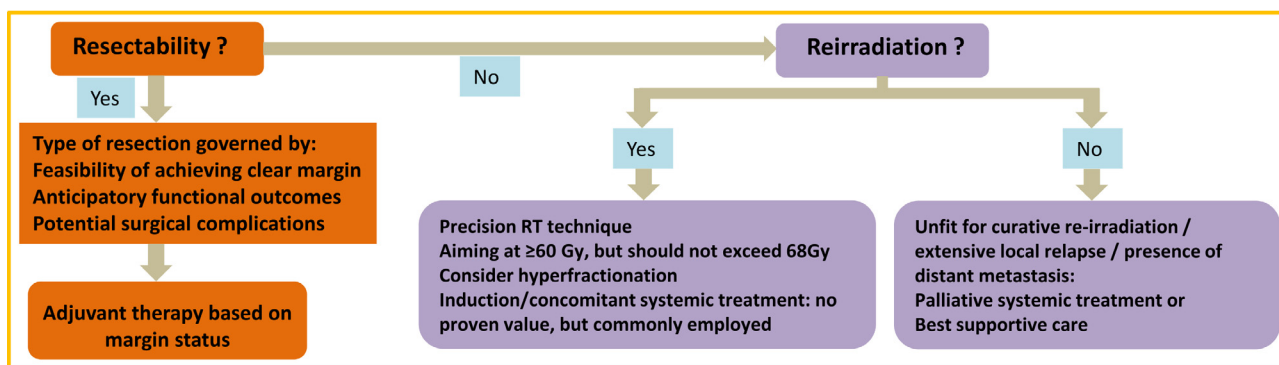 Resectability ?
Reirradiation ?
No
Yes
Type of resection governed by:
Feasibility of achieving clear margin
Anticipatory functional outcomes
Potential surgical complications
Adjuvant therapy based on
margin status
Yes
No
Precision RT technique
Aiming at ≥60 Gy, but should not exceed 68Gy
Consider hyperfractionation
Induction/concomitant systemic treatment: no
proven value, but commonly employed
Unfit for curative re-irradiation /
extensive local relapse / presence of
distant metastasis:
Palliative systemic treatment or
Best supportive care